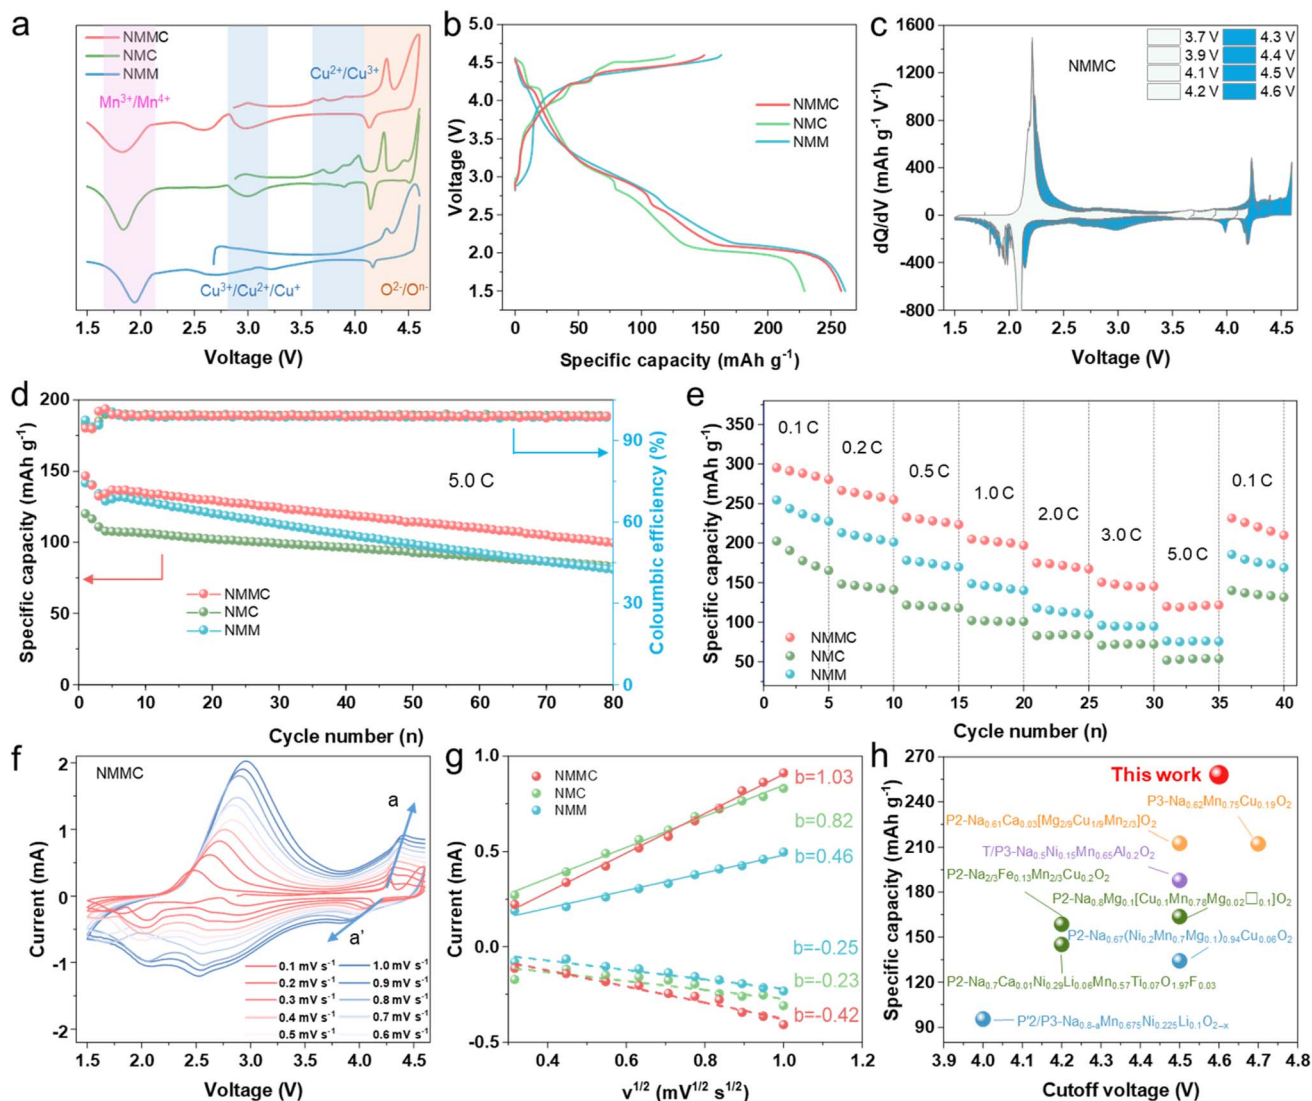 a
NMMC
NMC
NMM
Mn³⁺/Mn⁴⁺
Cu²⁺/Cu³⁺
Cu³⁺/Cu²⁺/Cu⁺
O²⁻/Oⁿ⁻
1.5 2.0 2.5 3.0 3.5 4.0 4.5
Voltage (V)
b
5.0
4.5
4.0
3.5
3.0
2.5
2.0
1.5
Voltage (V)
NMMC
NMC
NMM
0 50 100 150 200 250
Specific capacity (mAh g⁻¹)
c
1600
1200
800
400
0
-400
-800
dQ/dV (mAh g⁻¹ V⁻¹)
NMMC
3.7 V 4.3 V
3.9 V 4.4 V
4.1 V 4.5 V
4.2 V 4.6 V
1.5 2.0 2.5 3.0 3.5 4.0 4.5
Voltage (V)
d
200
150
100
50
0
Specific capacity (mAh g⁻¹)
5.0 C
NMMC
NMC
NMM
90
60
30
0
Coloumbic efficiency (%)
0 10 20 30 40 50 60 70 80
Cycle number (n)
e
350
300
250
200
150
100
50
Specific capacity (mAh g⁻¹)
0.1 C
0.2 C
0.5 C
1.0 C
2.0 C
3.0 C
5.0 C
0.1 C
NMMC
NMC
NMM
0 5 10 15 20 25 30 35 40
Cycle number (n)
f
NMMC
2
1
0
-1
-2
Current (mA)
a
a'
0.1 mV s⁻¹ 1.0 mV s⁻¹
0.2 mV s⁻¹ 0.9 mV s⁻¹
0.3 mV s⁻¹ 0.8 mV s⁻¹
0.4 mV s⁻¹ 0.7 mV s⁻¹
0.5 mV s⁻¹ 0.6 mV s⁻¹
1.5 2.0 2.5 3.0 3.5 4.0 4.5
Voltage (V)
g
1.0
0.5
0.0
-0.5
Current (mA)
NMMC
NMC
NMM
b=1.03
b=0.82
b=0.46
b=-0.25
b=-0.23
b=-0.42
0.4 0.6 0.8 1.0 1.2
v¹ᐟ² (mV¹ᐟ² s¹ᐟ²)
h
270
240
210
180
150
120
90
Specific capacity (mAh g⁻¹)
This work
P3-Na₀.₆₂Mn₀.₇₅Cu₀.₁₉O₂
P2-Na₀.₆₁Ca₀.₀₃[Mg₂/₉Cu₁/₉Mn₂/₃]O₂
T/P3-Na₀.₅Ni₀.₁₅Mn₀.₆₅Al₀.₂O₂
P2-Na₂/₃Fe₀.₁₃Mn₂/₃Cu₀.₂O₂
P2-Na₀.₈Mg₀.₁[Cu₀.₁Mn₀.₇₈Mg₀.₀₂□₀.₁]O₂
P2-Na₀.₆₇(Ni₀.₂Mn₀.₇Mg₀.₁)₀.₉₄Cu₀.₀₆O₂
P2-Na₀.₇Ca₀.₀₁Ni₀.₂₉Li₀.₀₆Mn₀.₅₇Ti₀.₀₇O₁.₉₇F₀.₀₃
P'2/P3-Na₀.₈₋ₐMn₀.₆₇₅Ni₀.₂₂₅Li₀.₁O₂₋ₓ
3.9 4.0 4.1 4.2 4.3 4.4 4.5 4.6 4.7 4.8
Cutoff voltage (V)